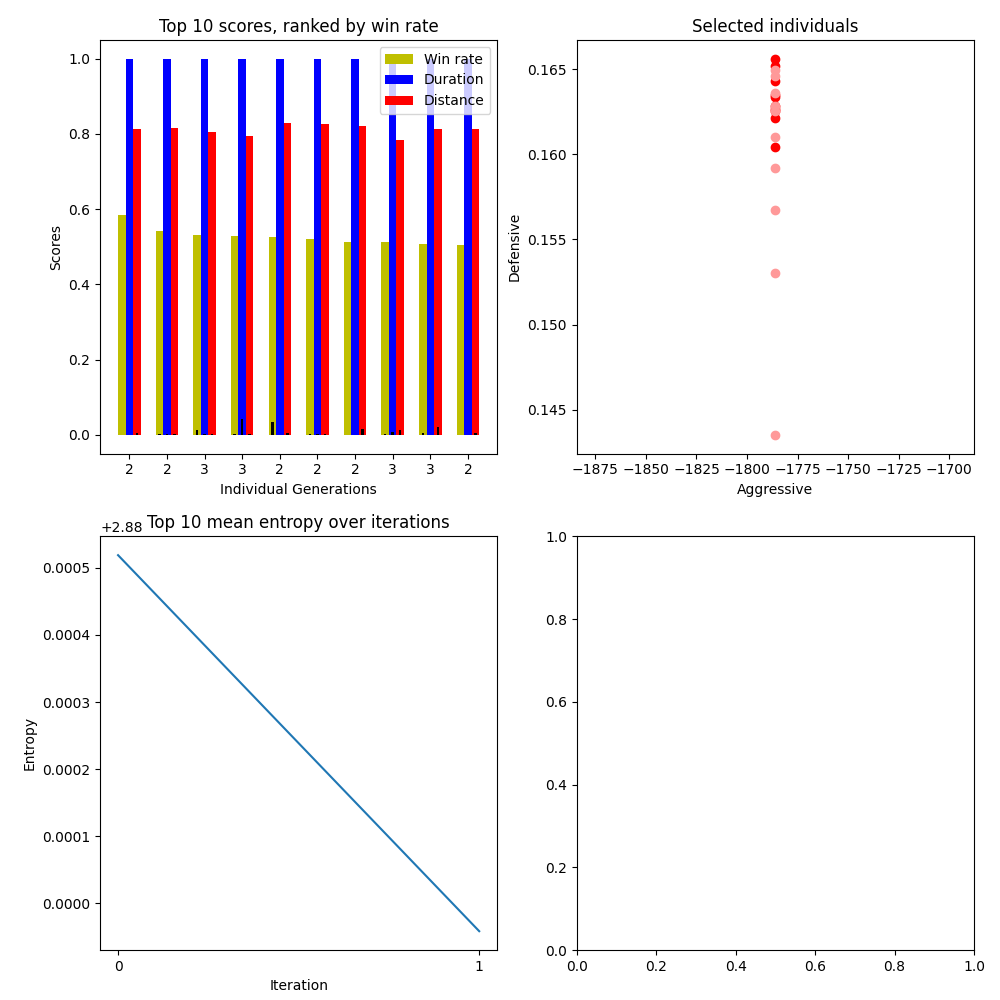 Top 10 scores, ranked by win rate
Win rate
Duration
Distance
1.0
0.8
0.6
0.4
0.2
0.0
Scores
2 2 3 3 2 2 2 3 3 2
Individual Generations
Selected individuals
0.165
0.160
0.155
0.150
0.145
Defensive
−1875 −1850 −1825 −1800 −1775 −1750 −1725 −1700
Aggressive
Top 10 mean entropy over iterations
+2.88
0.0005
0.0004
0.0003
0.0002
0.0001
0.0000
Entropy
0 1
Iteration
1.0
0.8
0.6
0.4
0.2
0.0
0.0 0.2 0.4 0.6 0.8 1.0